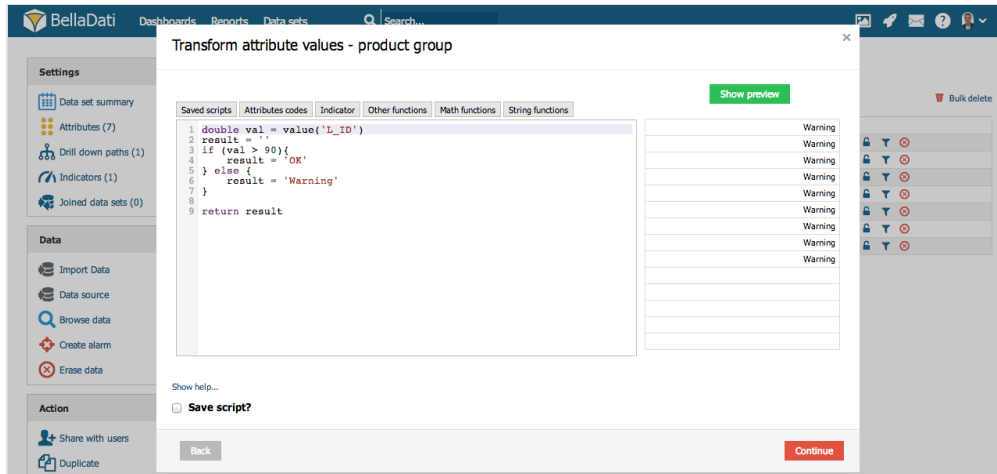 BellaDati Dashboards Reports Data sets Search...
Transform attribute values - product group
×
Settings
Data set summary
Attributes (7)
Drill down paths (1)
Indicators (1)
Joined data sets (0)
Data
Import Data
Data source
Browse data
Create alarm
Erase data
Action
Share with users
Duplicate
Show preview
Bulk delete
Saved scripts Attributes codes Indicator Other functions Math functions String functions
1 double val = value('L_ID')
2 result = ''
3 if (val > 90){
4 result = 'OK'
5 } else {
6 result = 'Warning'
7 }
8
9 return result
Warning
Warning
Warning
Warning
Warning
Warning
Warning
Warning
Warning
Show help...
Save script?
Back
Continue